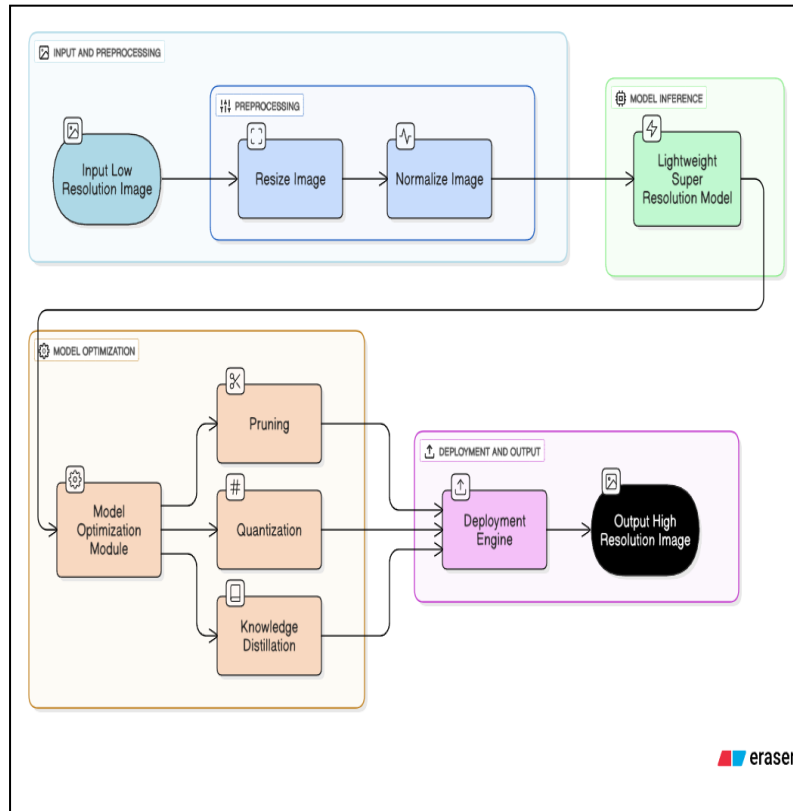 INPUT AND PREPROCESSING
PREPROCESSING
MODEL INFERENCE
Input Low
Resolution Image
Resize Image
Normalize Image
Lightweight
Super
Resolution Model
MODEL OPTIMIZATION
Pruning
DEPLOYMENT AND OUTPUT
Model
Optimization
Module
Quantization
Deployment
Engine
Output High
Resolution Image
Knowledge
Distillation
eraser